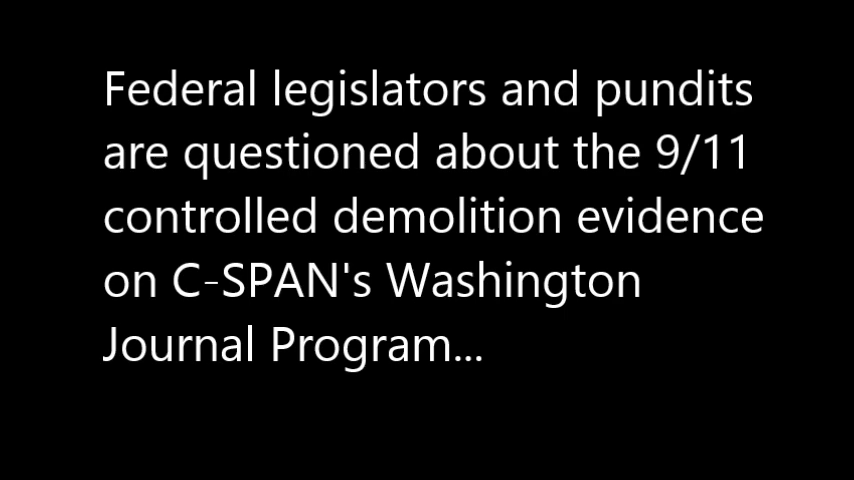 Federal legislators and pundits
are questioned about the 9/11
controlled demolition evidence
on C-SPAN's Washington
Journal Program...